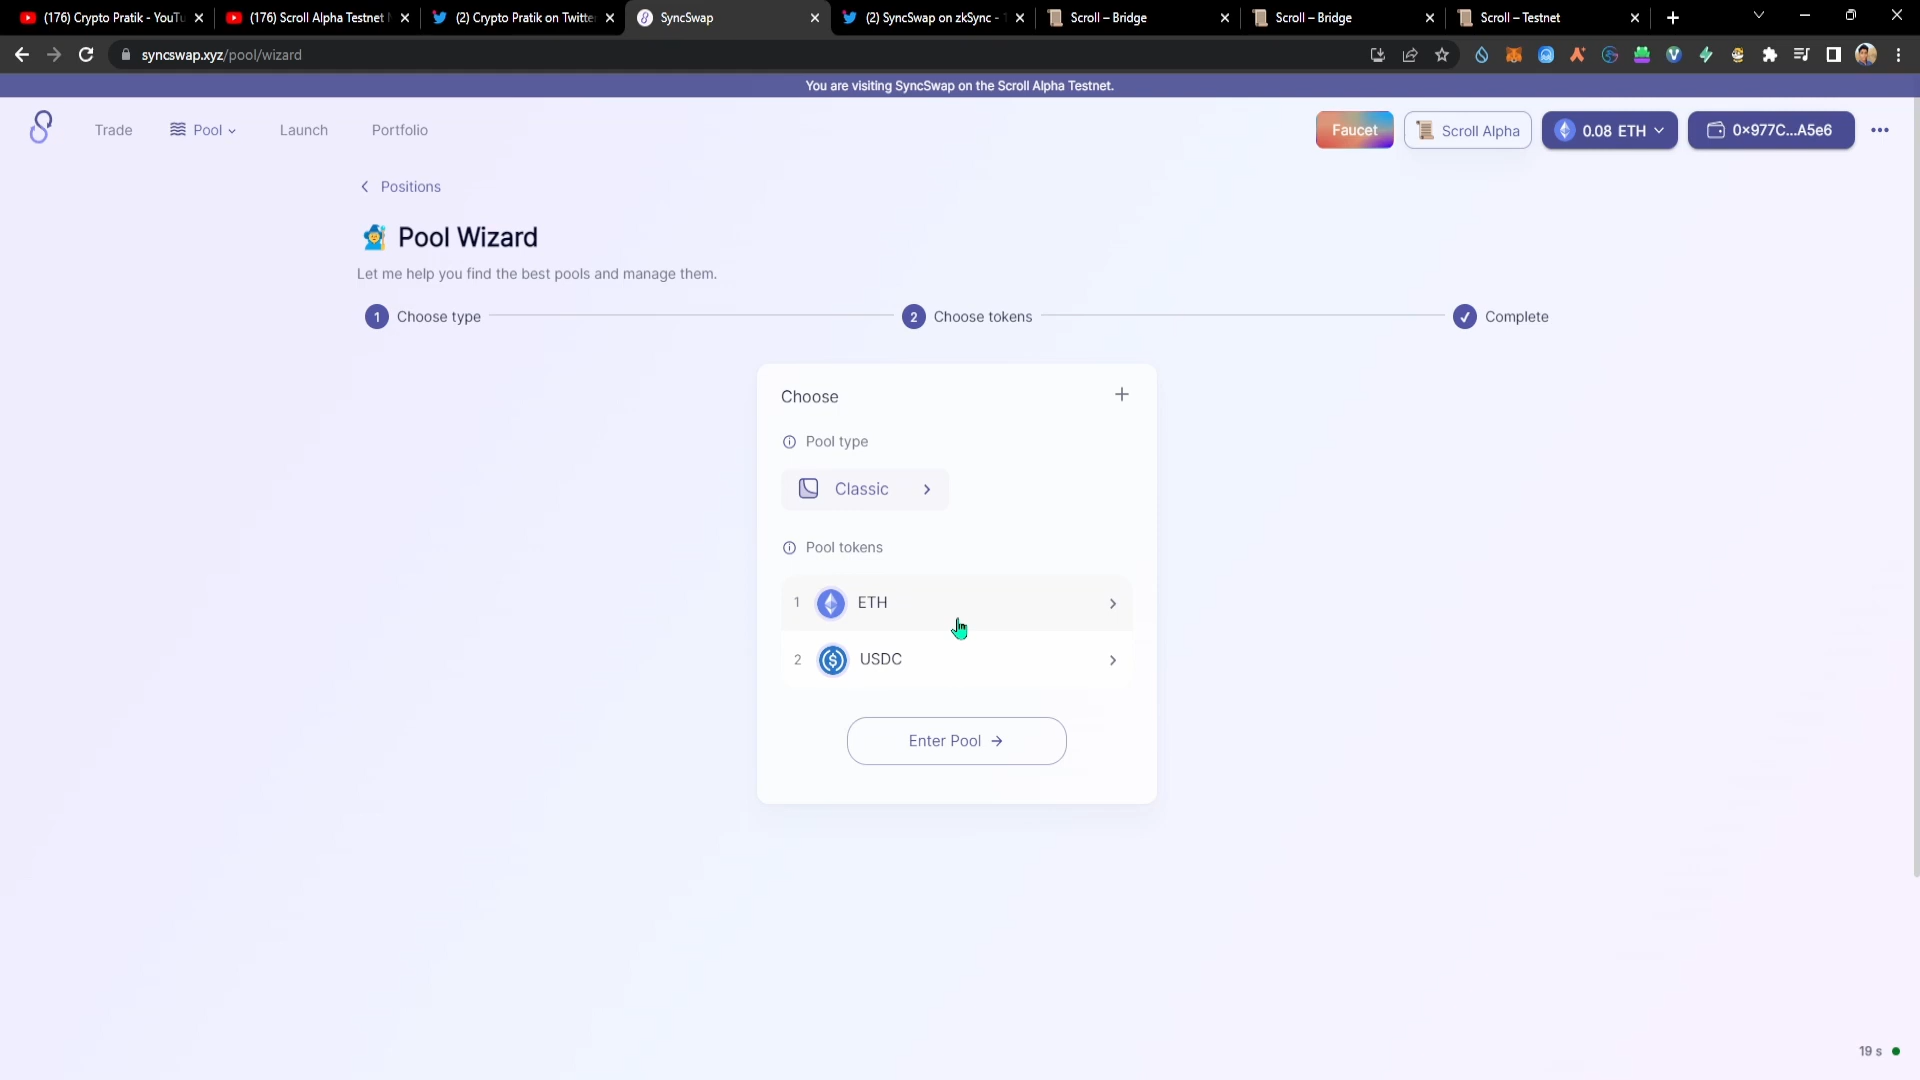 (176) Crypto Pratik - YouTu
(176) Scroll Alpha Testnet
(2) Crypto Pratik on Twitte
SyncSwap
(2) SyncSwap on zkSync -
Scroll – Bridge
Scroll – Bridge
Scroll – Testnet
syncswap.xyz/pool/wizard
You are visiting SyncSwap on the Scroll Alpha Testnet.
Trade
Pool
Launch
Portfolio
Faucet
Scroll Alpha
0.08 ETH
0×977C...A5e6
Positions
Pool Wizard
Let me help you find the best pools and manage them.
1 Choose type
2 Choose tokens
Complete
Choose
Pool type
Classic
Pool tokens
1 ETH
2 USDC
Enter Pool
19 s